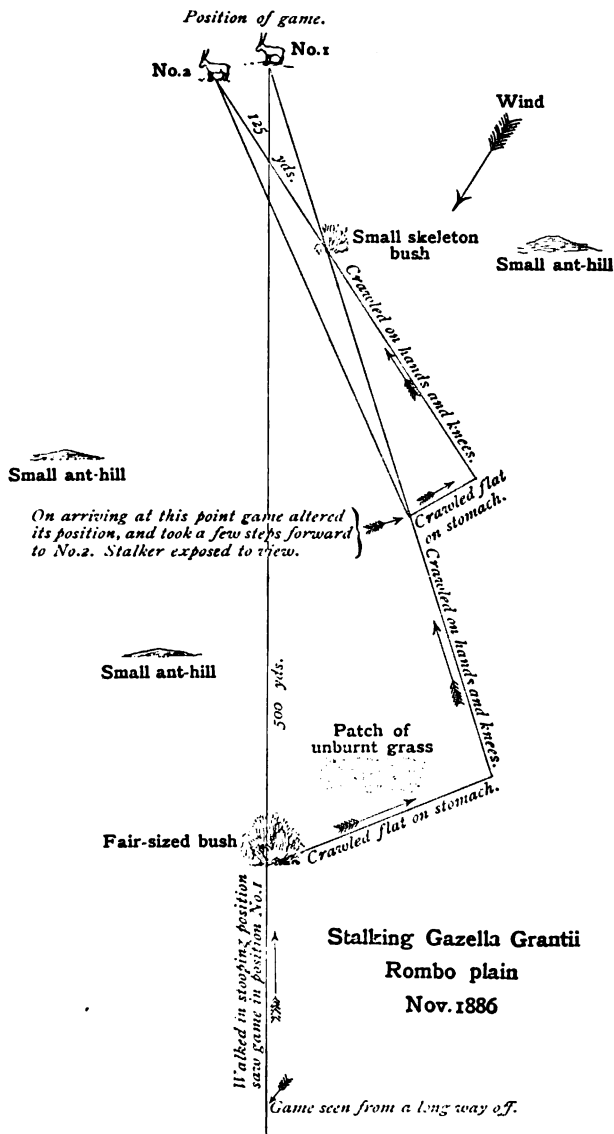 Position of game.
No.1
No.2
125 yds.
Wind
Small skeleton
bush
Small ant-hill
Crawled on hands and knees.
Small ant-hill
Crawled flat
on stomach.
On arriving at this point game altered
its position, and took a few steps forward
to No.2. Stalker exposed to view.
Crawled on hands and knees.
Small ant-hill
500 yds.
Patch of
unburnt grass
Fair-sized bush
Crawled flat on stomach.
Walked in stooping position
saw game in position No.1
Stalking Gazella Grantii
Rombo plain
Nov. 1886
Game seen from a long way off.